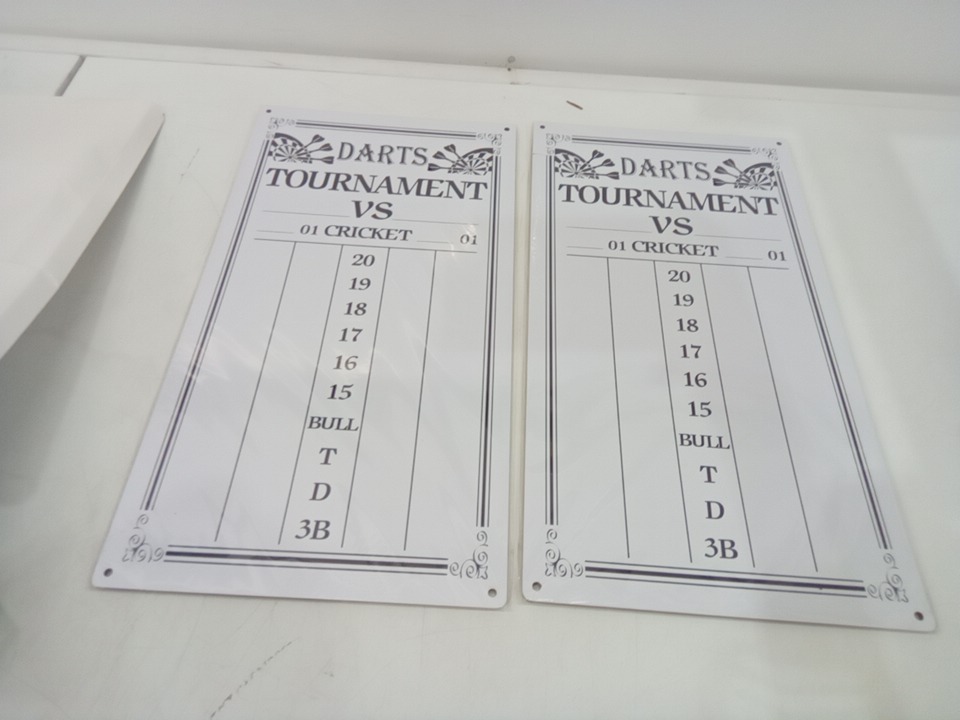 DARTS
TOURNAMENT
VS
01 CRICKET 01
20
19
18
17
16
15
BULL
T
D
3B
DARTS
TOURNAMENT
VS
01 CRICKET 01
20
19
18
17
16
15
BULL
T
D
3B